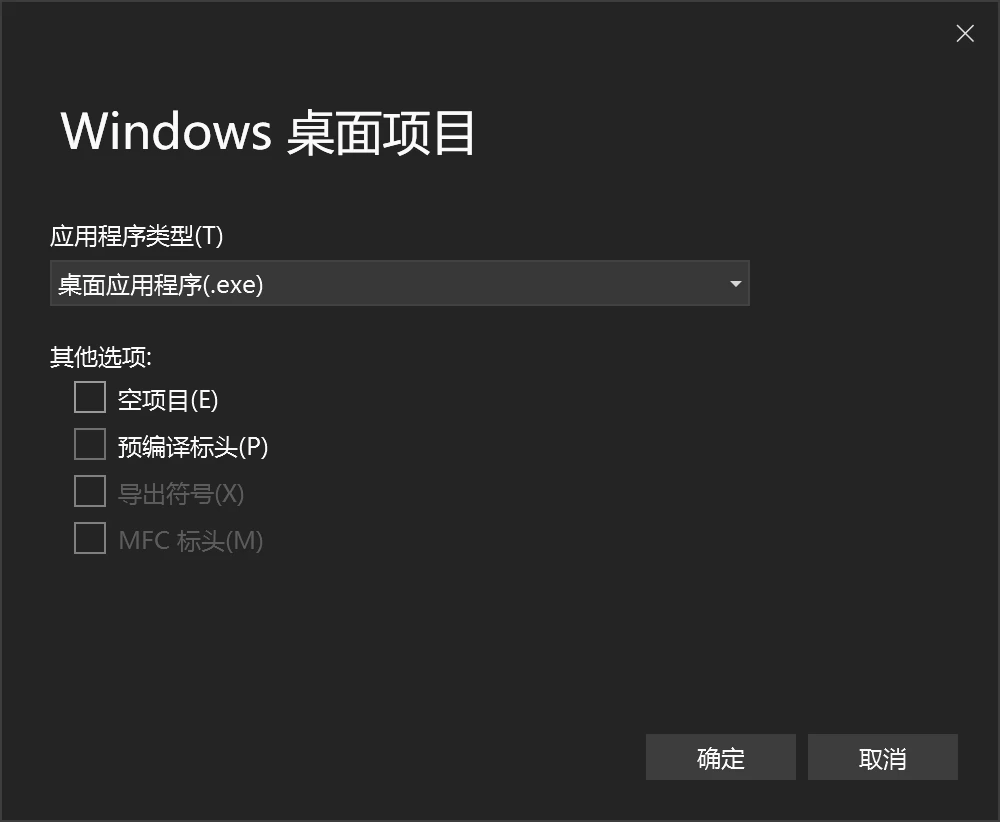 Windows 桌面项目
应用程序类型(T)
桌面应用程序(.exe)
其他选项:
空项目(E)
预编译标头(P)
导出符号(X)
MFC 标头(M)
确定
取消